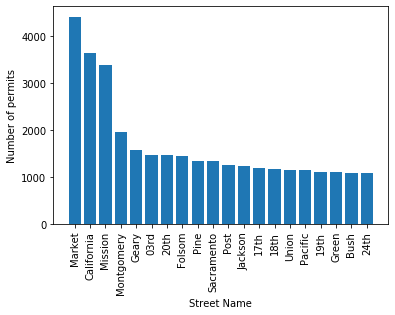 Number of permits
4000
3000
2000
1000
0
Market
California
Mission
Montgomery
Geary
03rd
20th
Folsom
Pine
Sacramento
Post
Jackson
17th
18th
Union
Pacific
19th
Green
Bush
24th
Street Name